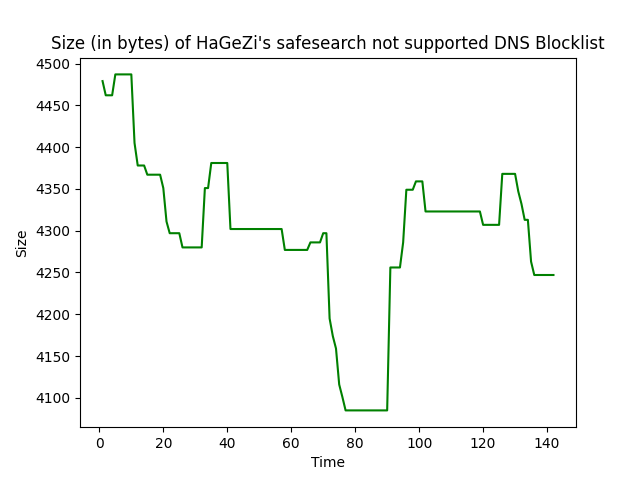 Size (in bytes) of HaGeZi's safesearch not supported DNS Blocklist
4500
4450
4400
4350
4300
4250
4200
4150
4100
Size
0 20 40 60 80 100 120 140
Time